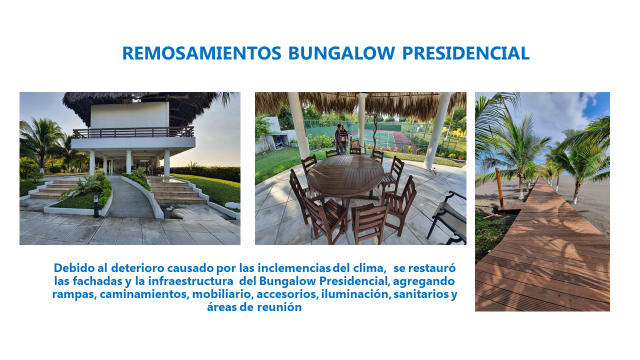 REMOSAMIENTOS BUNGALOW PRESIDENCIAL
Debido al deterioro causado por las inclemencias del clima, se restauró
las fachadas y la infraestructura del Bungalow Presidencial, agregando
rampas, caminamientos, mobiliario, accesorios, iluminación, sanitarios y
áreas de reunión